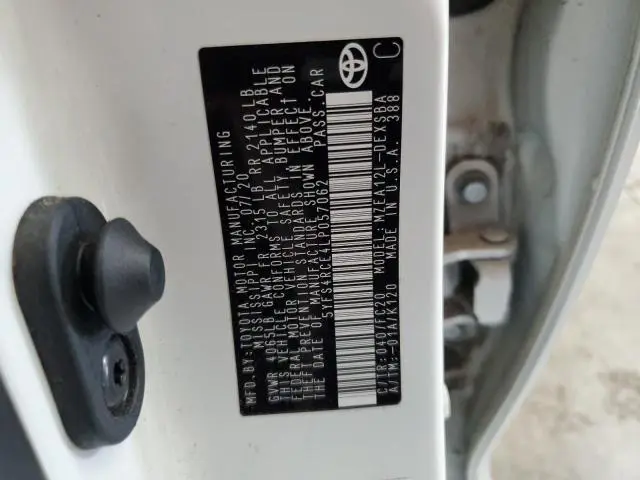 MFD.BY: TOYOTA MOTOR MANUFACTURING
MISSISSIPPI, INC. 07/20
GVWR 4065LB GAWR FR 2315 LB RR 2140 LB
THIS VEHICLE CONFORMS TO ALL APPLICABLE
FEDERAL MOTOR VEHICLE SAFETY BUMPER AND
THEFT PREVENTION STANDARDS IN EFFECT ON
THE DATE OF MANUFACTURE SHOWN ABOVE.
5YFS4RCE4LP057062 PASS.CAR
C/TR:040/FC20 MODEL: MZEA12L-DEXSBA
A/TM:-01A/K120 MADE IN U.S.A. 388
C